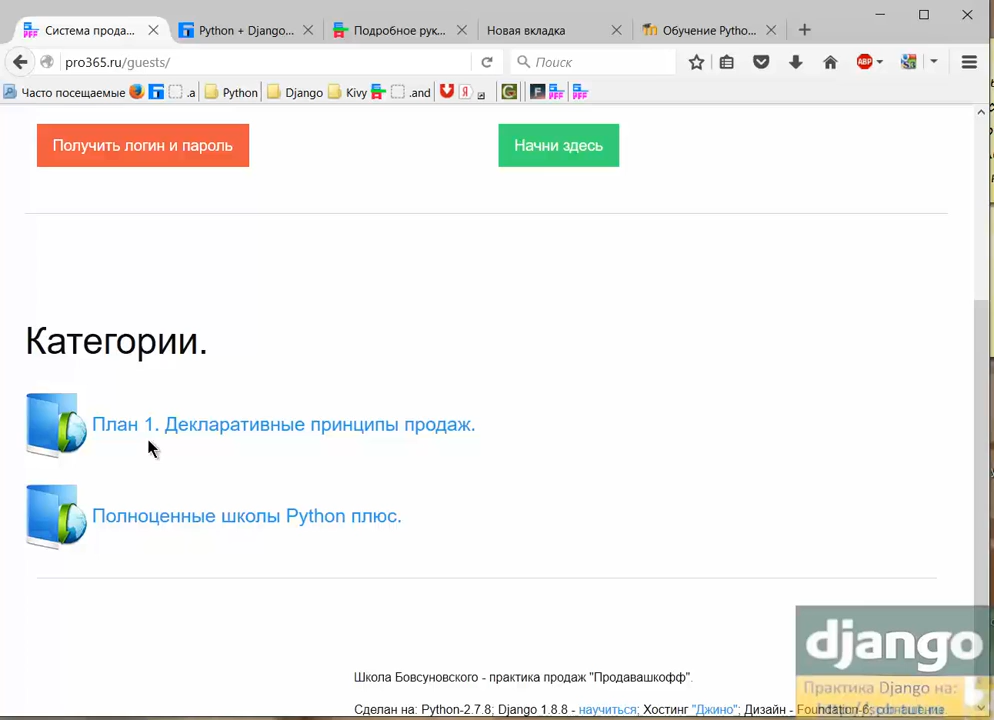 Система прода...
Python + Django...
Подробное рук...
Новая вкладка
Обучение Pytho...
pro365.ru/guests/
Поиск
ABP
Часто посещаемые
.a
Python
Django
Kivy
.and
Получить логин и пароль
Начни здесь
Категории.
План 1. Декларативные принципы продаж.
Полноценные школы Python плюс.
django
Школа Бовсуновского - практика продаж "Продавашкофф".
Практика Django на:
Сделан на: Python-2.7.8; Django 1.8.8 - научиться; Хостинг "Джино"; Дизайн - Foundation-6;